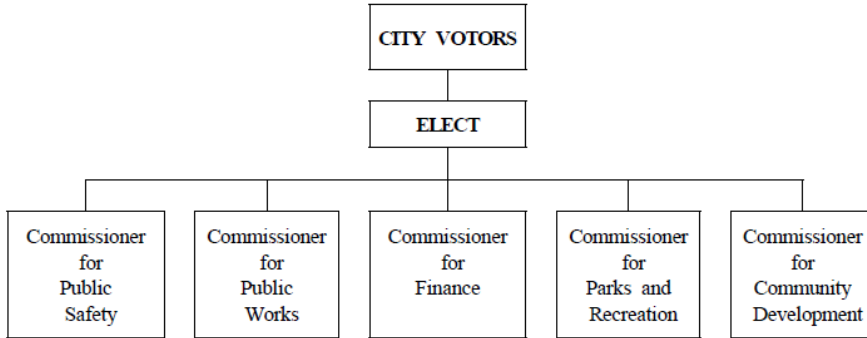 CITY VOTORS
ELECT
Commissioner
for
Public
Safety
Commissioner
for
Public
Works
Commissioner
for
Finance
Commissioner
for
Parks and
Recreation
Commissioner
for
Community
Development